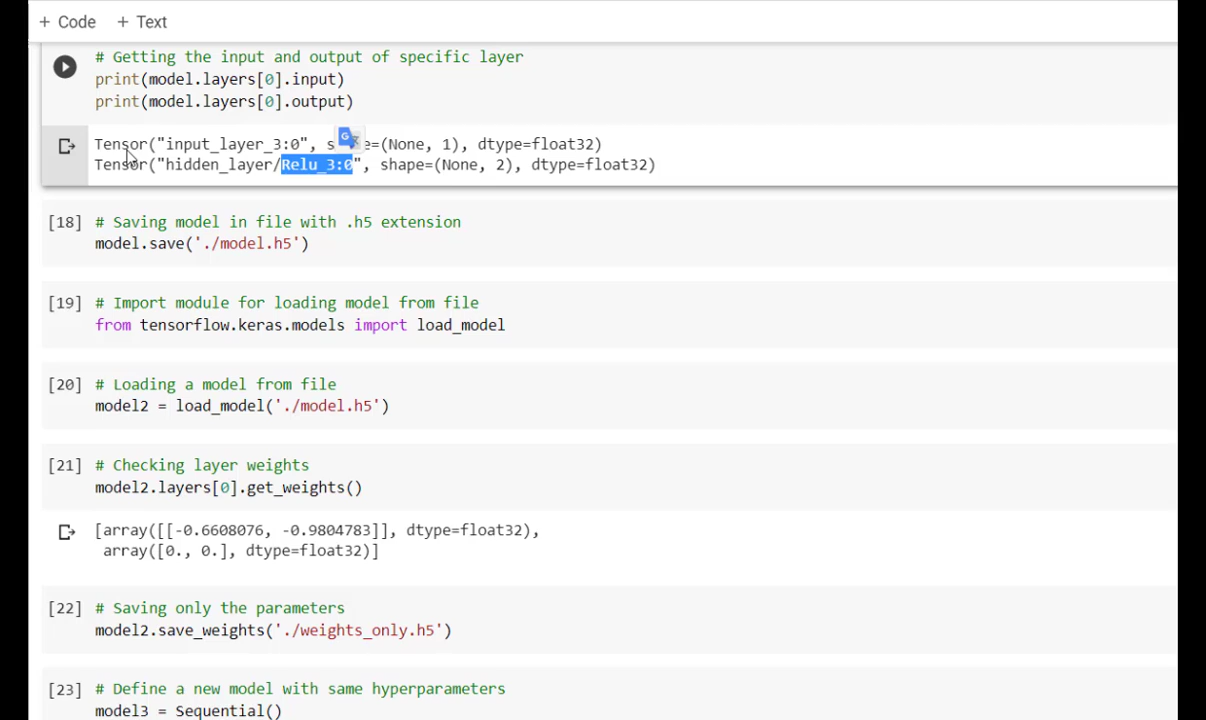 + Code + Text
# Getting the input and output of specific layer
print(model.layers[0].input)
print(model.layers[0].output)
Tensor("input_layer_3:0", s e=(None, 1), dtype=float32)
Tensor("hidden_layer/Relu_3:0", shape=(None, 2), dtype=float32)
[18] # Saving model in file with .h5 extension
model.save('./model.h5')
[19] # Import module for loading model from file
from tensorflow.keras.models import load_model
[20] # Loading a model from file
model2 = load_model('./model.h5')
[21] # Checking layer weights
model2.layers[0].get_weights()
[array([[-0.6608076, -0.9804783]], dtype=float32),
array([0., 0.], dtype=float32)]
[22] # Saving only the parameters
model2.save_weights('./weights_only.h5')
[23] # Define a new model with same hyperparameters
model3 = Sequential()